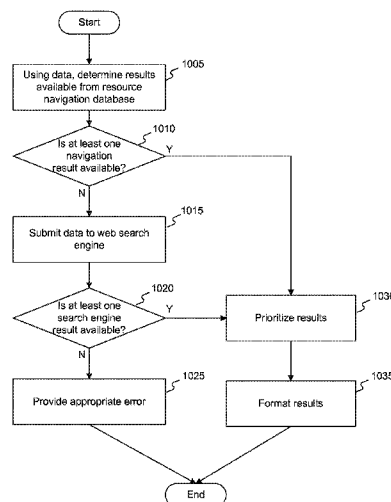 Start
1005
Using data, determine results
available from resource
navigation database
1010
Is at least one
navigation
result available?
Y
N
1015
Submit data to web search
engine
1020
Is at least one
search engine
result available?
Y
N
1030
Prioritize results
1025
Provide appropriate error
1035
Format results
End